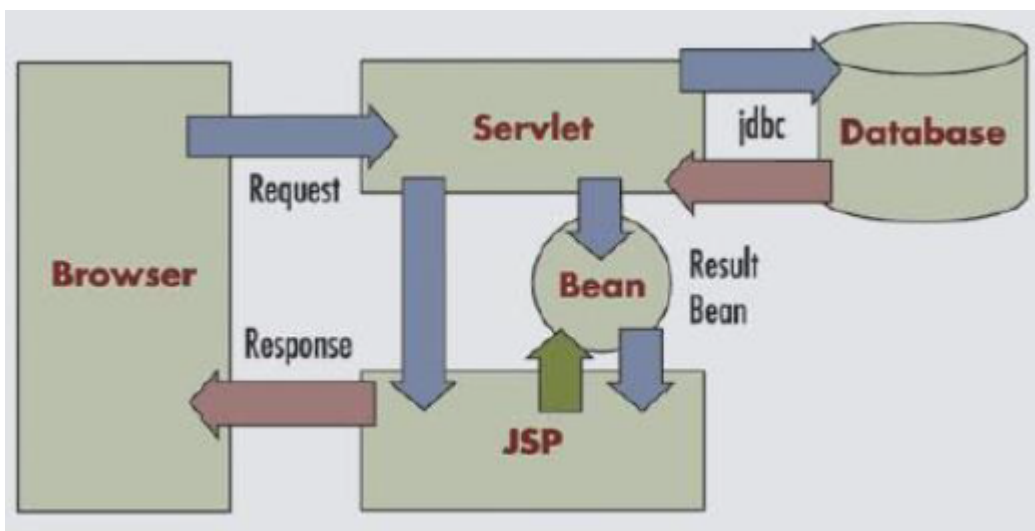 Servlet
jdbc
Database
Request
Browser
Bean
Result
Bean
Response
JSP